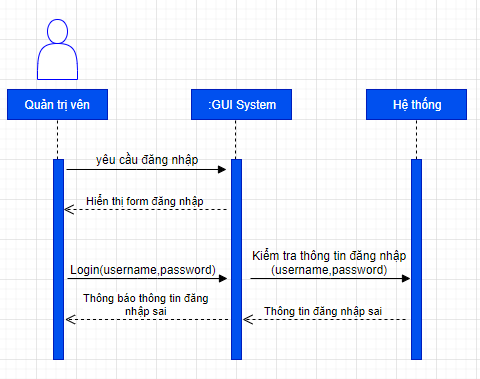 Quản trị vên
:GUI System
Hệ thống
yêu cầu đăng nhập
Hiển thị form đăng nhập
Login(username,password)
Kiểm tra thông tin đăng nhập
(username,password)
Thông báo thông tin đăng
nhập sai
Thông tin đăng nhập sai